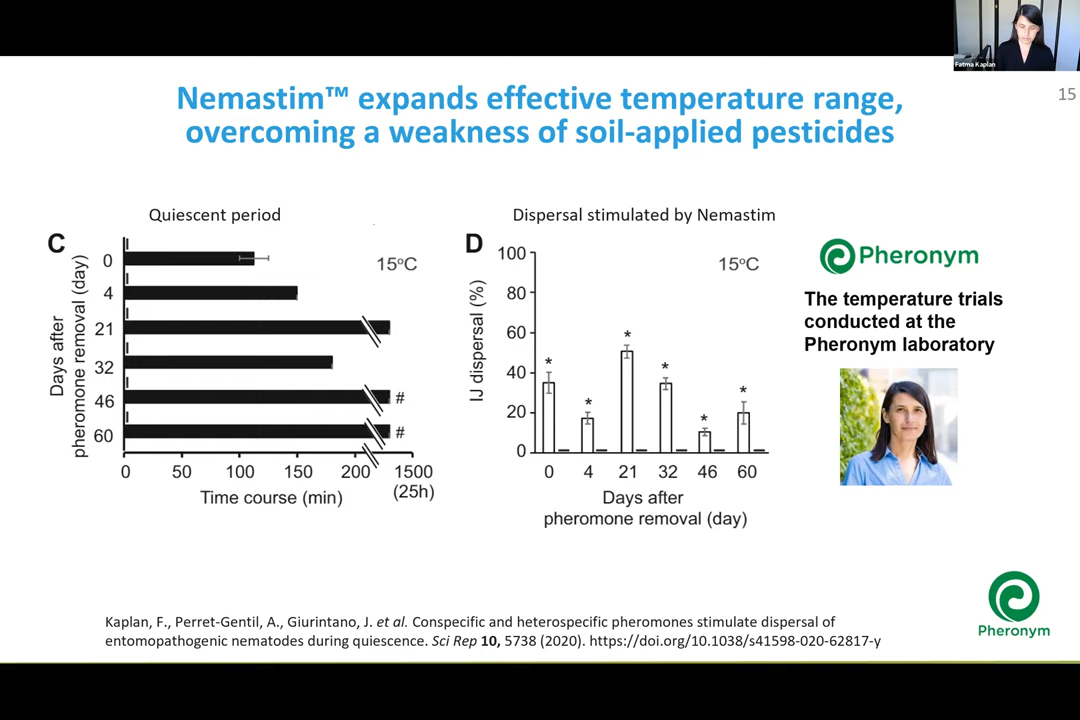 Fatma Kaplan
15
Nemastim™ expands effective temperature range,
overcoming a weakness of soil-applied pesticides
Quiescent period
C
15°C
Days after
pheromone removal (day)
0
4
21
32
46
#
60
#
0 50 100 150 200 1500
(25h)
Time course (min)
Dispersal stimulated by Nemastim
D
15°C
IJ dispersal (%)
100
80
60
40
20
0
* * * * * *
0 4 21 32 46 60
Days after
pheromone removal (day)
Pheronym
The temperature trials
conducted at the
Pheronym laboratory
Kaplan, F., Perret-Gentil, A., Giurintano, J. et al. Conspecific and heterospecific pheromones stimulate dispersal of
entomopathogenic nematodes during quiescence. Sci Rep 10, 5738 (2020). https://doi.org/10.1038/s41598-020-62817-y
Pheronym